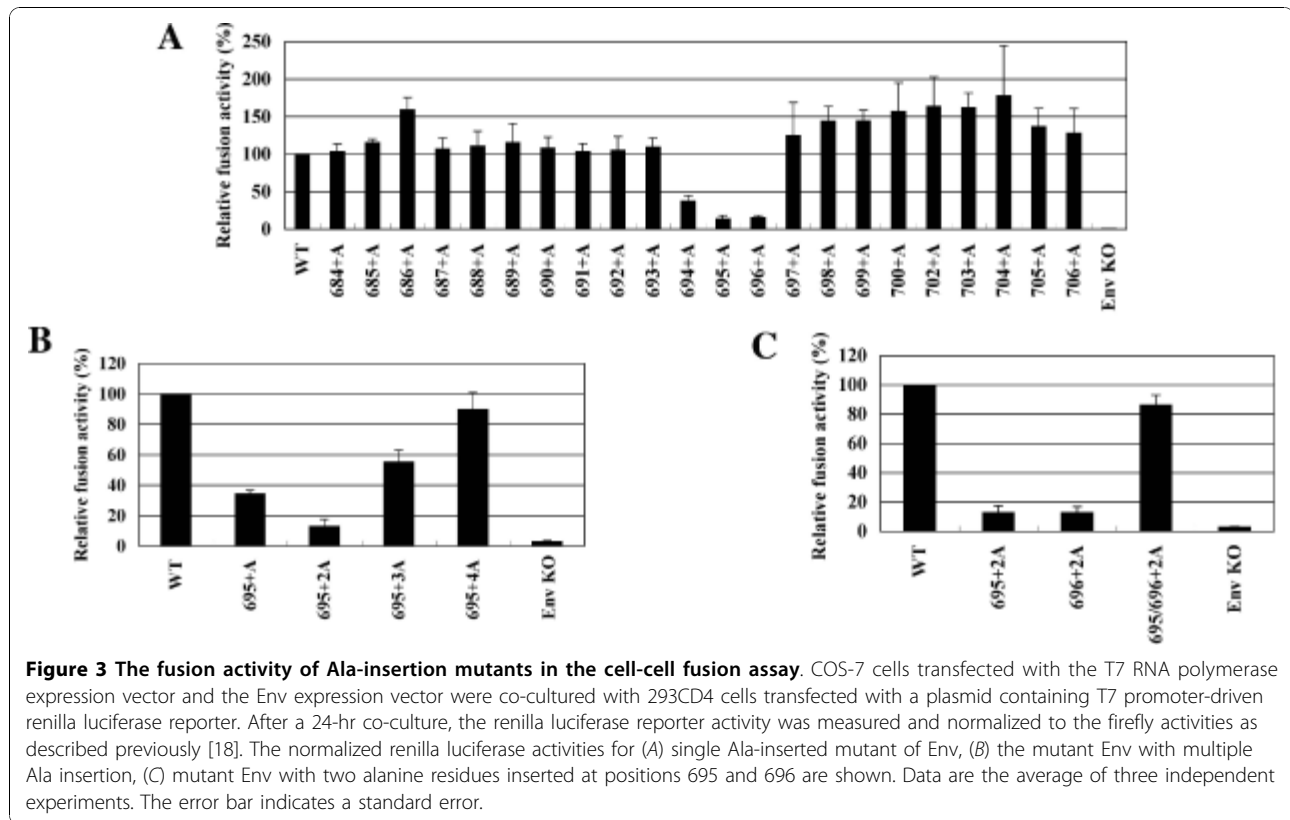 A
Relative fusion activity (%)
250
200
150
100
50
0
WT
684+A
685+A
686+A
687+A
688+A
689+A
690+A
691+A
692+A
693+A
694+A
695+A
696+A
697+A
698+A
699+A
700+A
702+A
703+A
704+A
705+A
706+A
Env KO
B
Relative fusion activity (%)
120
100
80
60
40
20
0
WT
695+A
695+2A
695+3A
695+4A
Env KO
C
Relative fusion activity (%)
120
100
80
60
40
20
0
WT
695+2A
696+2A
695/696+2A
Env KO
Figure 3 The fusion activity of Ala-insertion mutants in the cell-cell fusion assay. COS-7 cells transfected with the T7 RNA polymerase
expression vector and the Env expression vector were co-cultured with 293CD4 cells transfected with a plasmid containing T7 promoter-driven
renilla luciferase reporter. After a 24-hr co-culture, the renilla luciferase reporter activity was measured and normalized to the firefly activities as
described previously [18]. The normalized renilla luciferase activities for (A) single Ala-inserted mutant of Env, (B) the mutant Env with multiple
Ala insertion, (C) mutant Env with two alanine residues inserted at positions 695 and 696 are shown. Data are the average of three independent
experiments. The error bar indicates a standard error.